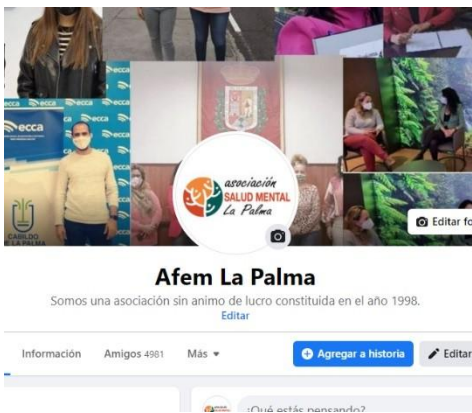 ecca
ecca
ecca
CABILDO
DE LA PALMA
asociación
SALUD MENTAL
La Palma
Editar fo
Afem La Palma
Somos una asociación sin animo de lucro constituida en el año 1998.
Editar
Información Amigos 4981 Más
Agregar a historia
Editar
¿Qué estás pensando?